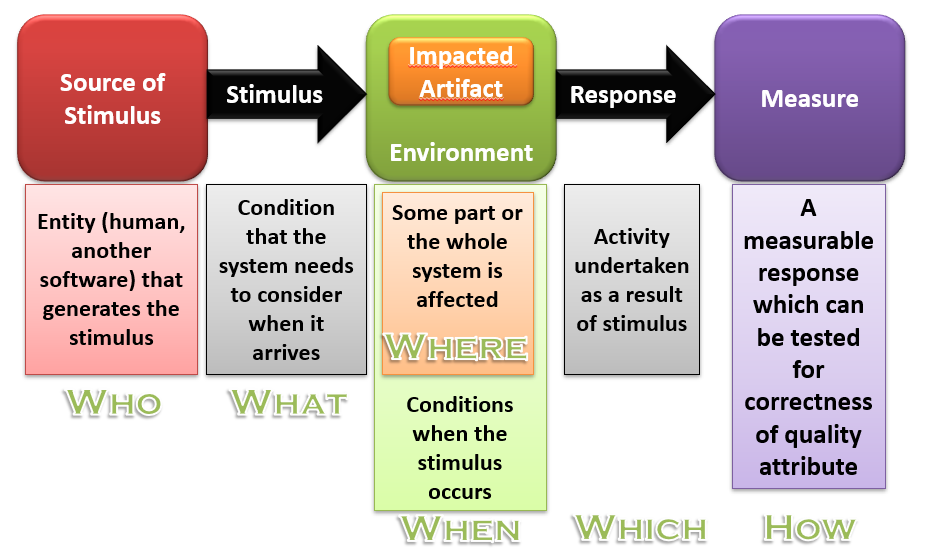 Source of
Stimulus
Stimulus
Impacted
Artifact
Environment
Response
Measure
Entity (human,
another
software) that
generates the
stimulus
WHO
Condition
that the
system needs
to consider
when it
arrives
WHAT
Some part or
the whole
system is
affected
WHERE
Conditions
when the
stimulus
occurs
WHEN
Activity
undertaken
as a result
of stimulus
WHICH
A
measurable
response
which can
be tested
for
correctness
of quality
attribute
HOW